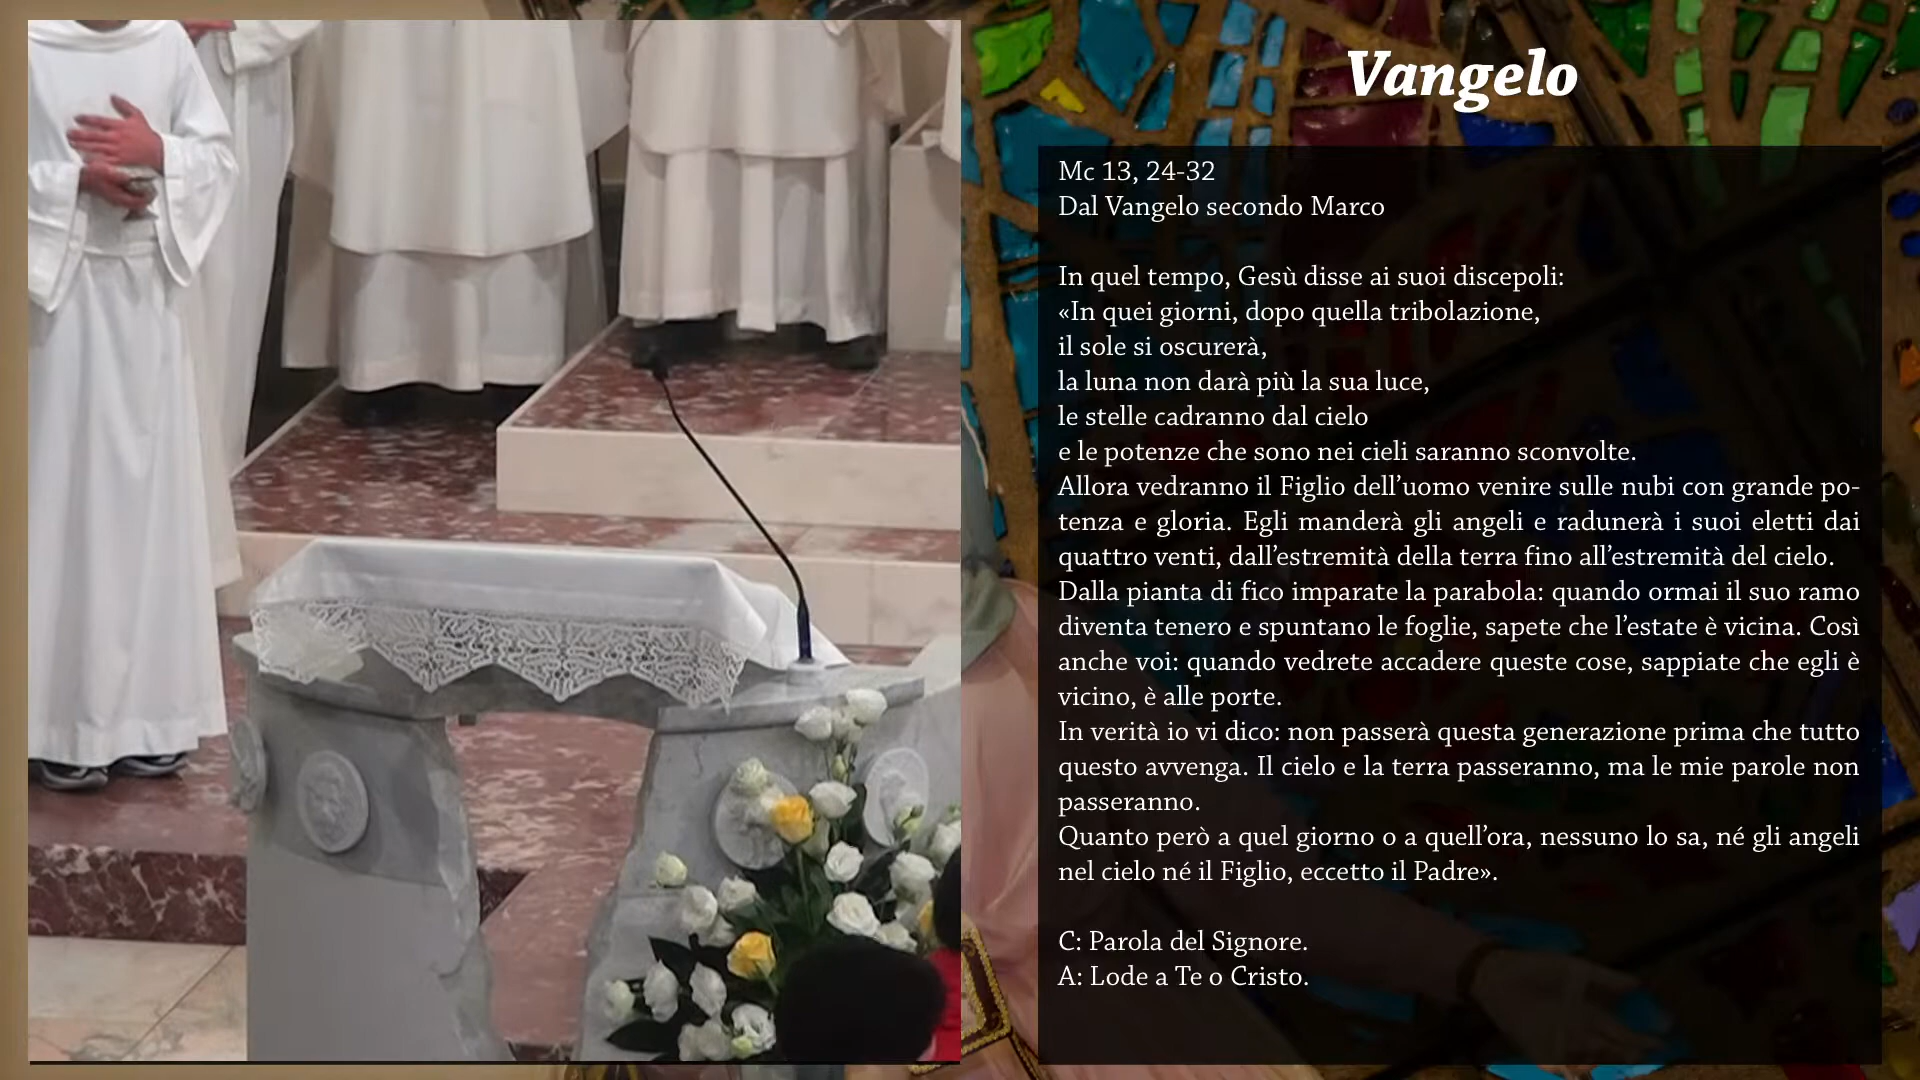 Vangelo
Mc 13, 24-32
Dal Vangelo secondo Marco
In quel tempo, Gesù disse ai suoi discepoli:
«In quei giorni, dopo quella tribolazione,
il sole si oscurerà,
la luna non darà più la sua luce,
le stelle cadranno dal cielo
e le potenze che sono nei cieli saranno sconvolte.
Allora vedranno il Figlio dell’uomo venire sulle nubi con grande po-
tenza e gloria. Egli manderà gli angeli e radunerà i suoi eletti dai
quattro venti, dall’estremità della terra fino all’estremità del cielo.
Dalla pianta di fico imparate la parabola: quando ormai il suo ramo
diventa tenero e spuntano le foglie, sapete che l’estate è vicina. Così
anche voi: quando vedrete accadere queste cose, sappiate che egli è
vicino, è alle porte.
In verità io vi dico: non passerà questa generazione prima che tutto
questo avvenga. Il cielo e la terra passeranno, ma le mie parole non
passeranno.
Quanto però a quel giorno o a quell’ora, nessuno lo sa, né gli angeli
nel cielo né il Figlio, eccetto il Padre».
C: Parola del Signore.
A: Lode a Te o Cristo.